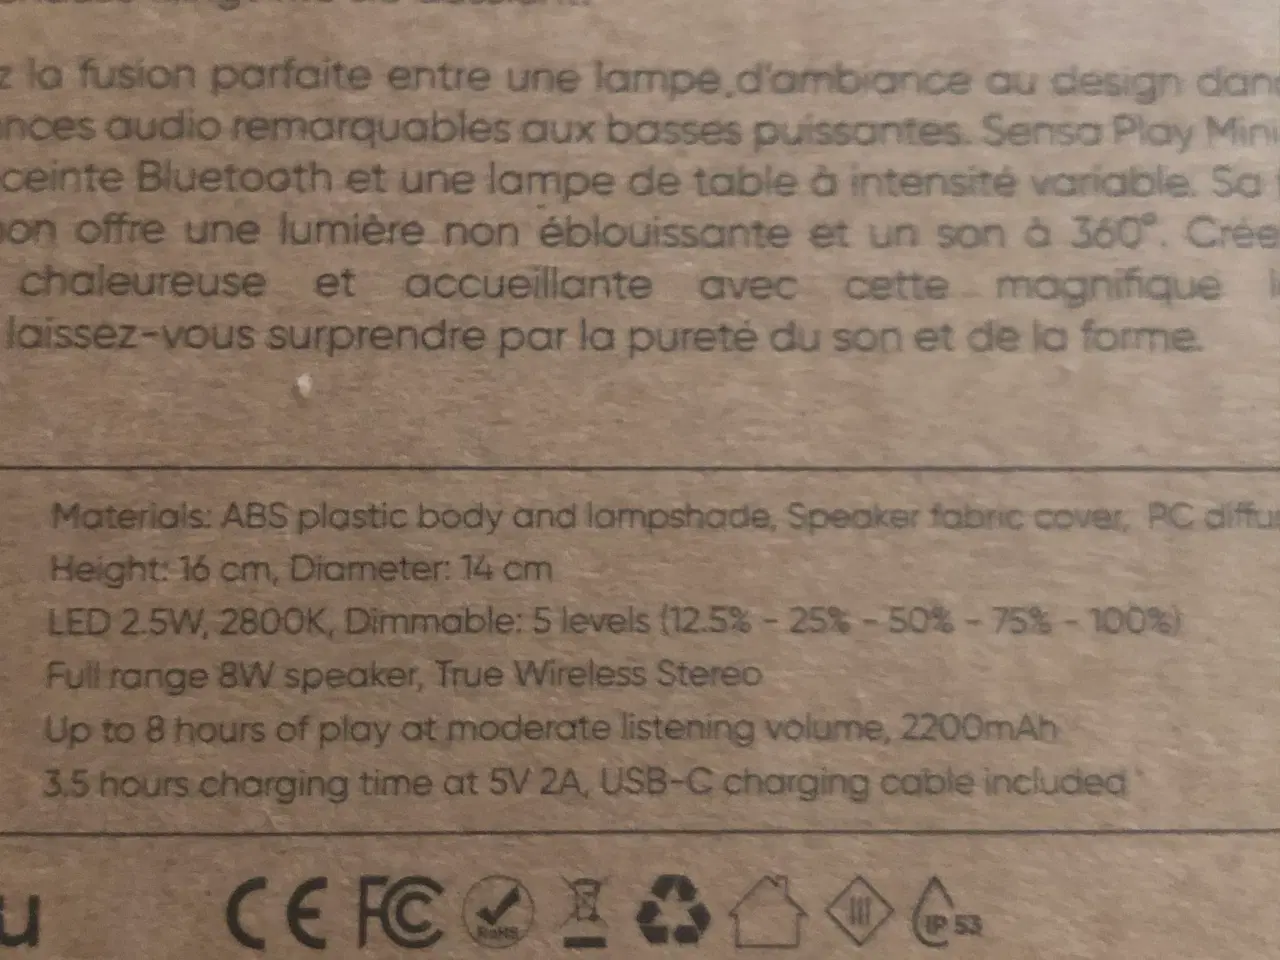 z la fusion parfaite entre une lampe d'ambiance au design dans
nces audio remarquables aux basses puissantes. Sensa Play Mini
ceinte Bluetooth et une lampe de table à intensité variable. Sa
on offre une lumière non éblouissante et un son à 360°. Crée
chaleureuse et accueillante avec cette magnifique
laissez-vous surprendre par la pureté du son et de la forme.
Materials: ABS plastic body and lampshade, Speaker fabric cover, PC diffu
Height: 16 cm, Diameter: 14 cm
LED 2.5W, 2800K, Dimmable: 5 levels (12.5% - 25% - 50% - 75% - 100%)
Full range 8W speaker, True Wireless Stereo
Up to 8 hours of play at moderate listening volume, 2200mAh
3.5 hours charging time at 5V 2A, USB-C charging cable included
u CE FC RoHS IP 53